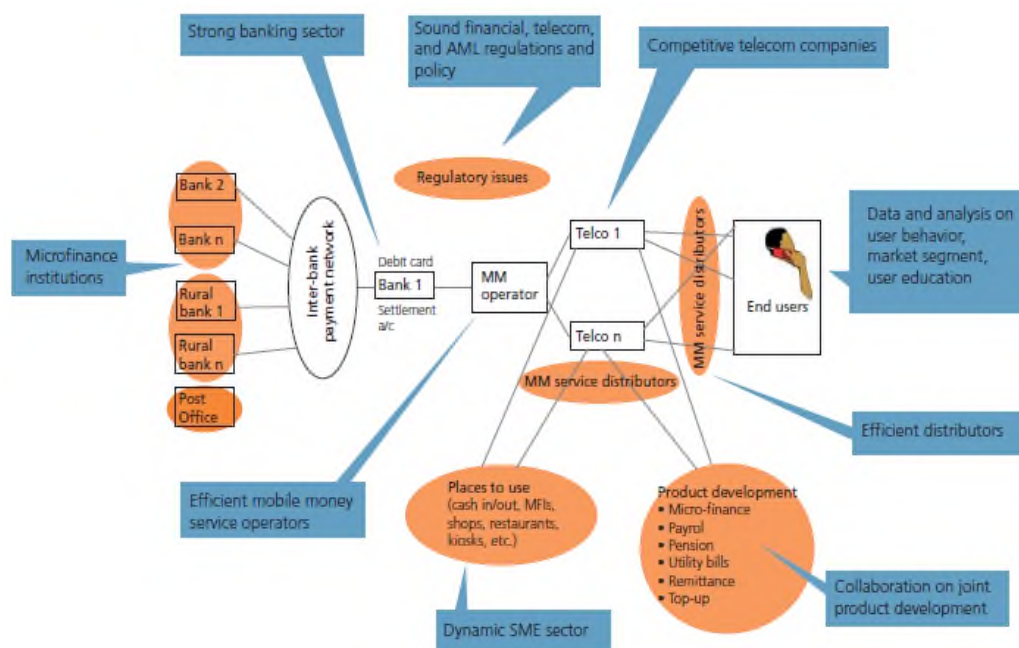 Strong banking sector
Sound financial, telecom,
and AML regulations and
policy
Competitive telecom companies
Regulatory issues
Bank 2
Bank n
Microfinance
institutions
Rural
bank 1
Rural
bank n
Post
Office
Inter-bank
payment network
Debit card
Bank 1
Settlement
a/c
MM
operator
Telco 1
Telco n
MM service distributors
MM service distributors
End users
Data and analysis on
user behavior,
market segment,
user education
Efficient distributors
Efficient mobile money
service operators
Places to use
(cash in/out, MFIs,
shops, restaurants,
kiosks, etc.)
Dynamic SME sector
Product development
• Micro-finance
• Payrol
• Pension
• Utility bills
• Remittance
• Top-up
Collaboration on joint
product development